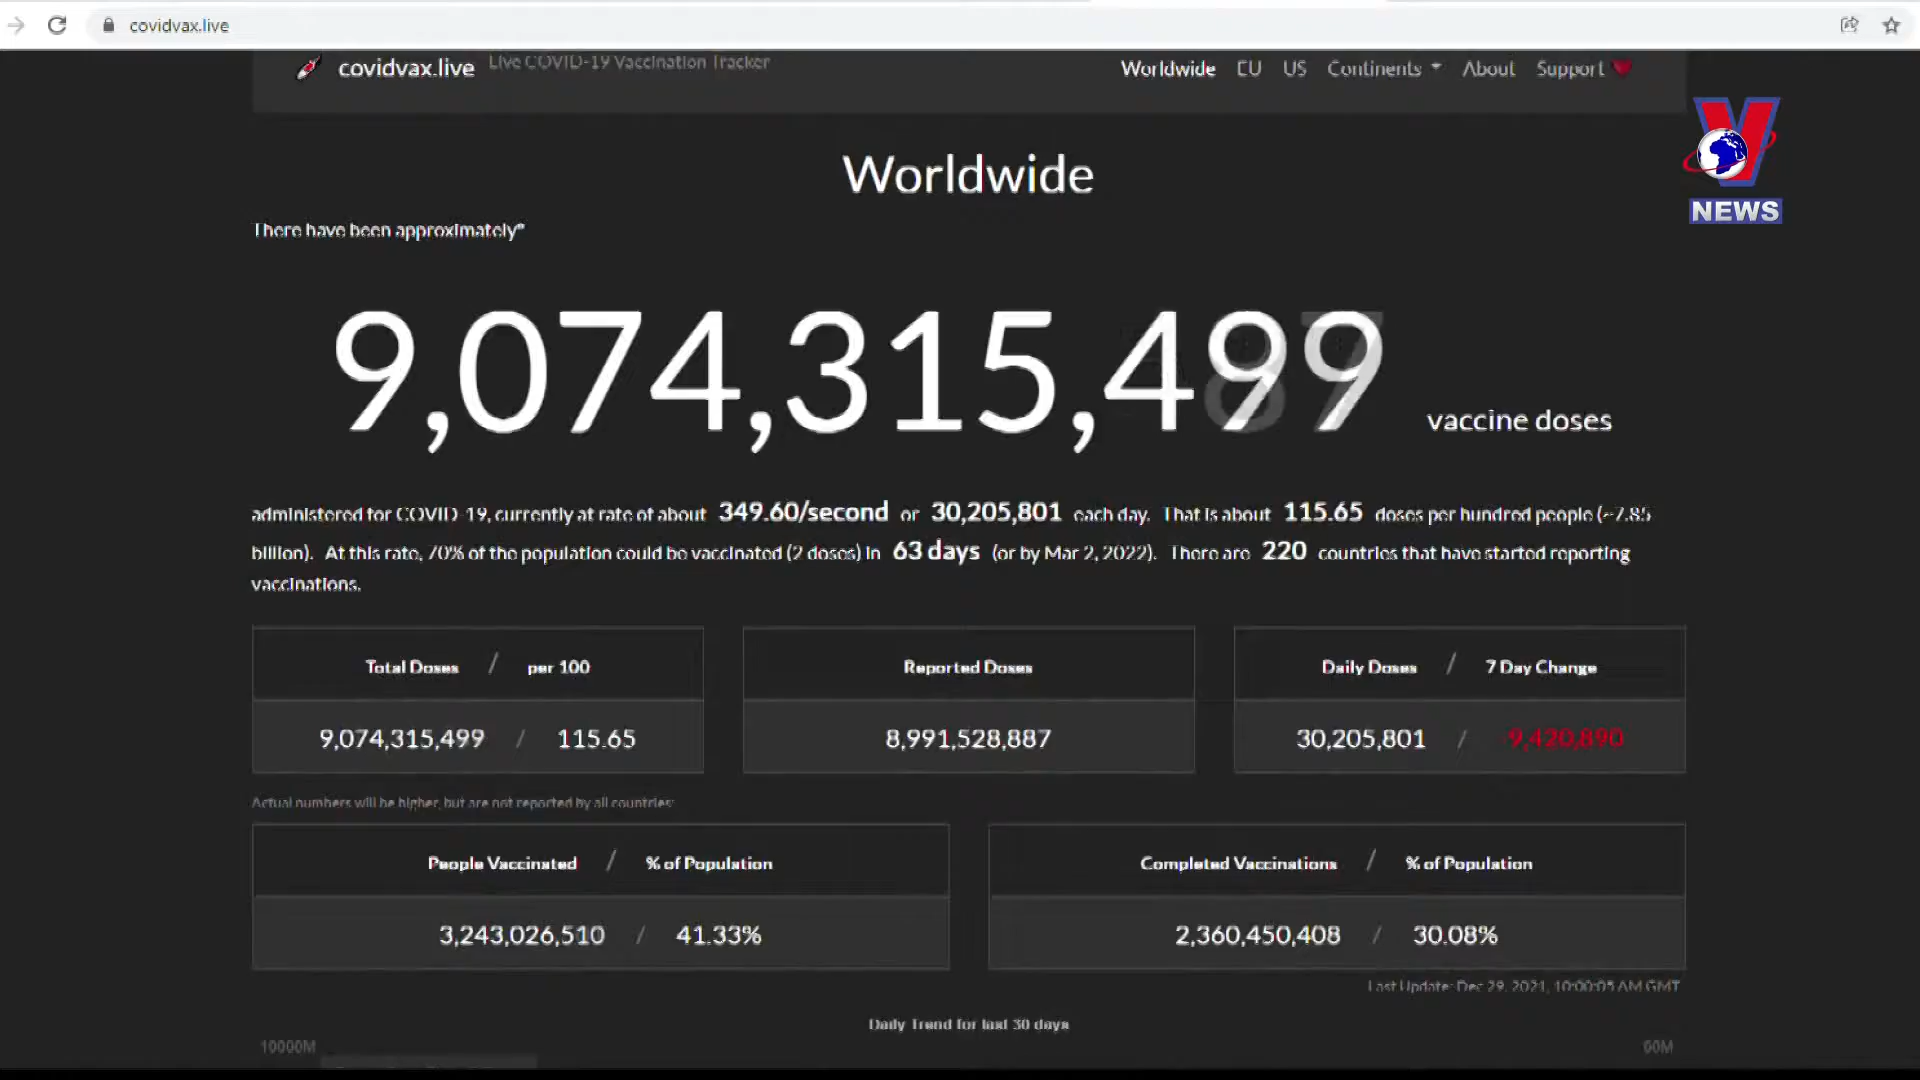 covidvax.live
covidvax.live Live COVID-19 Vaccination Tracker Worldwide EU US Continents About Support
NEWS
Worldwide
There have been approximately*
9,074,315,499 vaccine doses
administered for COVID-19, currently at rate of about 349.60/second or 30,205,801 each day. That is about 115.65 doses per hundred people (~7.85
billion). At this rate, 70% of the population could be vaccinated (2 doses) in 63 days (or by Mar 2, 2022). There are 220 countries that have started reporting
vaccinations.
Total Doses / per 100
9,074,315,499 / 115.65
Reported Doses
8,991,528,887
Daily Doses / 7 Day Change
30,205,801 / -9,420,890
Actual numbers will be higher, but are not reported by all countries.
People Vaccinated / % of Population
3,243,026,510 / 41.33%
Completed Vaccinations / % of Population
2,360,450,408 / 30.08%
Last Update: Dec 29, 2021, 10:00:05 AM GMT
Daily Trend for last 30 days
10000M
60M